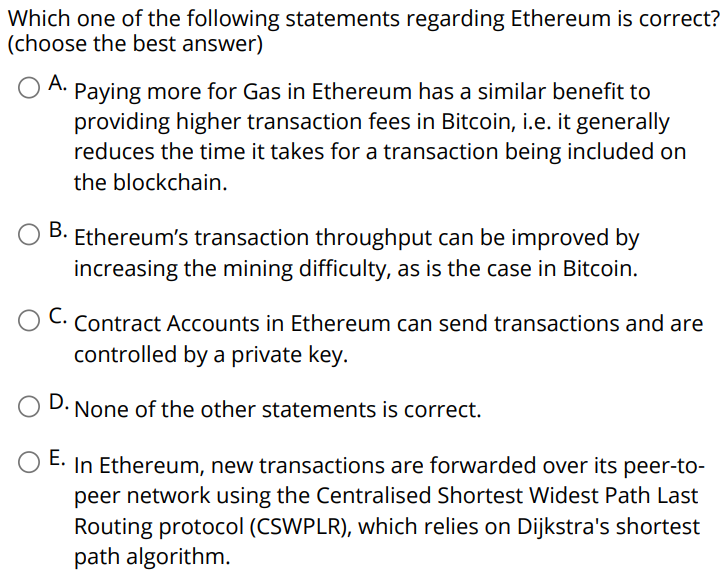 Which one of the following statements regarding Ethereum is correct?
(choose the best answer)
A. Paying more for Gas in Ethereum has a similar benefit to
providing higher transaction fees in Bitcoin, i.e. it generally
reduces the time it takes for a transaction being included on
the blockchain.
B. Ethereum's transaction throughput can be improved by
increasing the mining difficulty, as is the case in Bitcoin.
C. Contract Accounts in Ethereum can send transactions and are
controlled by a private key.
D. None of the other statements is correct.
E. In Ethereum, new transactions are forwarded over its peer-to-
peer network using the Centralised Shortest Widest Path Last
Routing protocol (CSWPLR), which relies on Dijkstra's shortest
path algorithm.